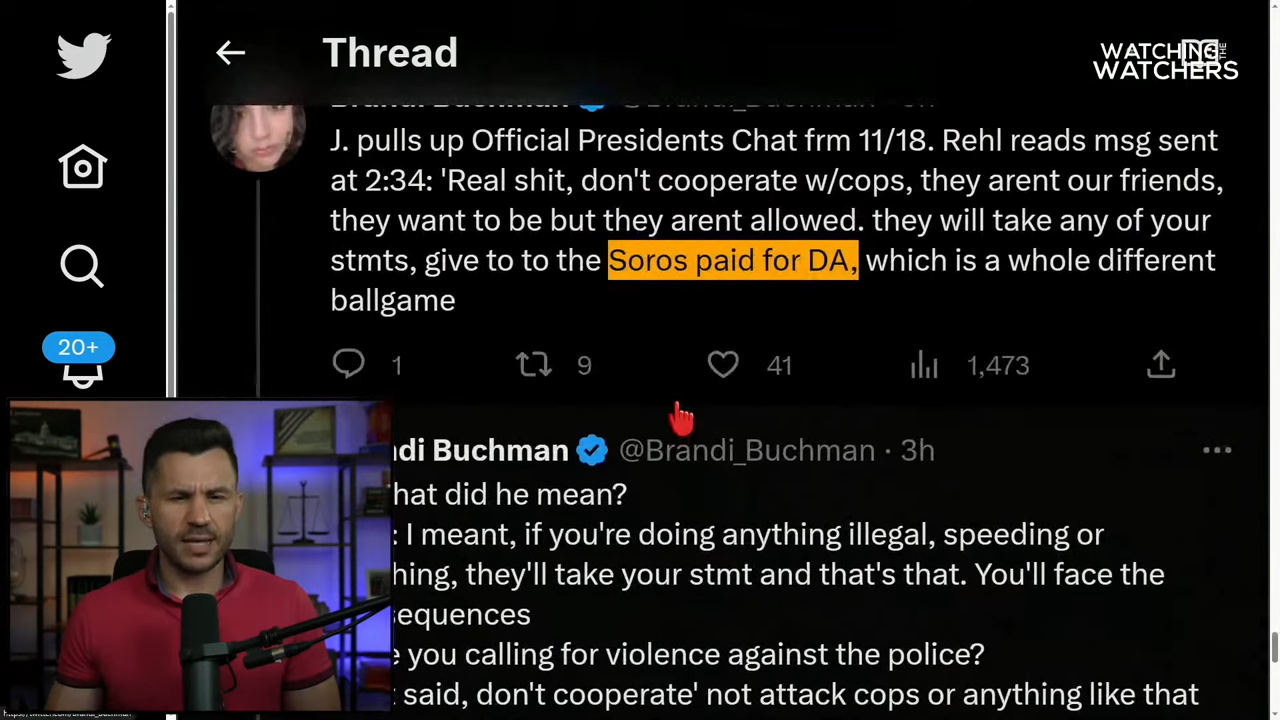 Thread
WATCHING THE
WATCHERS
Brandi Buchman @Brandi_Buchman
J. pulls up Official Presidents Chat frm 11/18. Rehl reads msg sent
at 2:34: 'Real shit, don't cooperate w/cops, they arent our friends,
they want to be but they arent allowed. they will take any of your
stmts, give to to the Soros paid for DA, which is a whole different
ballgame
1 9 41 1,473
20+
ndi Buchman @Brandi_Buchman · 3h
hat did he mean?
: I meant, if you're doing anything illegal, speeding or
hing, they'll take your stmt and that's that. You'll face the
sequences
e you calling for violence against the police?
said, don't cooperate' not attack cops or anything like that